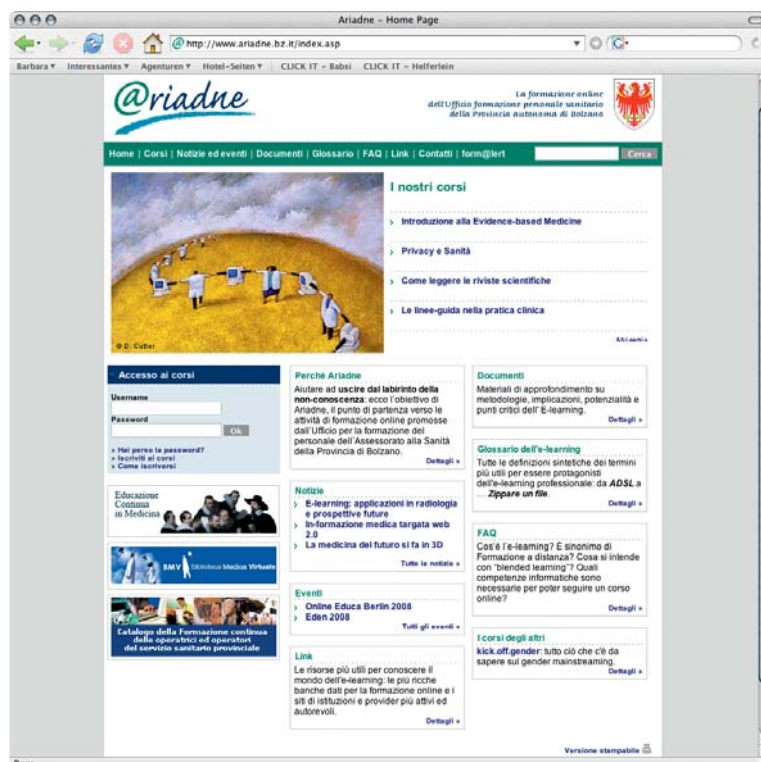 Ariadne – Home Page
http://www.ariadne.bz.it/index.asp
Barbara Interessantes Agenturen Hotel-Seiten CLICK IT – Babsi CLICK IT – Helferlein
@riadne
La formazione online
dell'Ufficio formazione personale sanitario
della Provincia autonoma di Bolzano
Home | Corsi | Notizie ed eventi | Documenti | Glossario | FAQ | Link | Contatti | form@lert
Cerca
I nostri corsi
› Introduzione alla Evidence-based Medicine
› Privacy e Sanità
› Come leggere le riviste scientifiche
› Le linee-guida nella pratica clinica
© D. Cutler
Accesso ai corsi
Username
Password
Ok
» Hai perso la password?
» Iscriviti ai corsi
» Come iscriversi
Educazione
Continua
in Medicina
BMV Biblioteca Medica Virtuale
Catalogo della Formazione continua
delle operatrici ed operatori
del servizio sanitario provinciale
Perchè Ariadne
Aiutare ad uscire dal labirinto della
non-conoscenza: ecco l'obiettivo di
Ariadne, il punto di partenza verso le
attività di formazione online promosse
dall'Ufficio per la formazione del
personale dell'Assessorato alla Sanità
della Provincia di Bolzano.
Dettagli »
Notizie
› E-learning: applicazioni in radiologia
e prospettive future
› In-formazione medica targata web
2.0
› La medicina del futuro si fa in 3D
Tutte le notizie »
Eventi
› Online Educa Berlin 2008
› Eden 2008
Tutti gli eventi »
Link
Le risorse più utili per conoscere il
mondo dell'e-learning: le più ricche
banche dati per la formazione online e i
siti di istituzioni e provider più attivi ed
autorevoli.
Dettagli »
Documenti
Materiali di approfondimento su
metodologie, implicazioni, potenzialità e
punti critici dell' E-learning.
Dettagli »
Glossario dell'e-learning
Tutte le definizioni sintetiche dei termini
più utili per essere protagonisti
dell'e-learning professionale: da ADSL a
... Zippare un file.
Dettagli »
FAQ
Cos'é l'e-learning? È sinonimo di
Formazione a distanza? Cosa si intende
con "blended learning"? Quali
competenze informatiche sono
necessarie per poter seguire un corso
online?
Dettagli »
I corsi degli altri
kick.off.gender: tutto ciò che c'è da
sapere sul gender mainstreaming.
Dettagli »
Versione stampabile